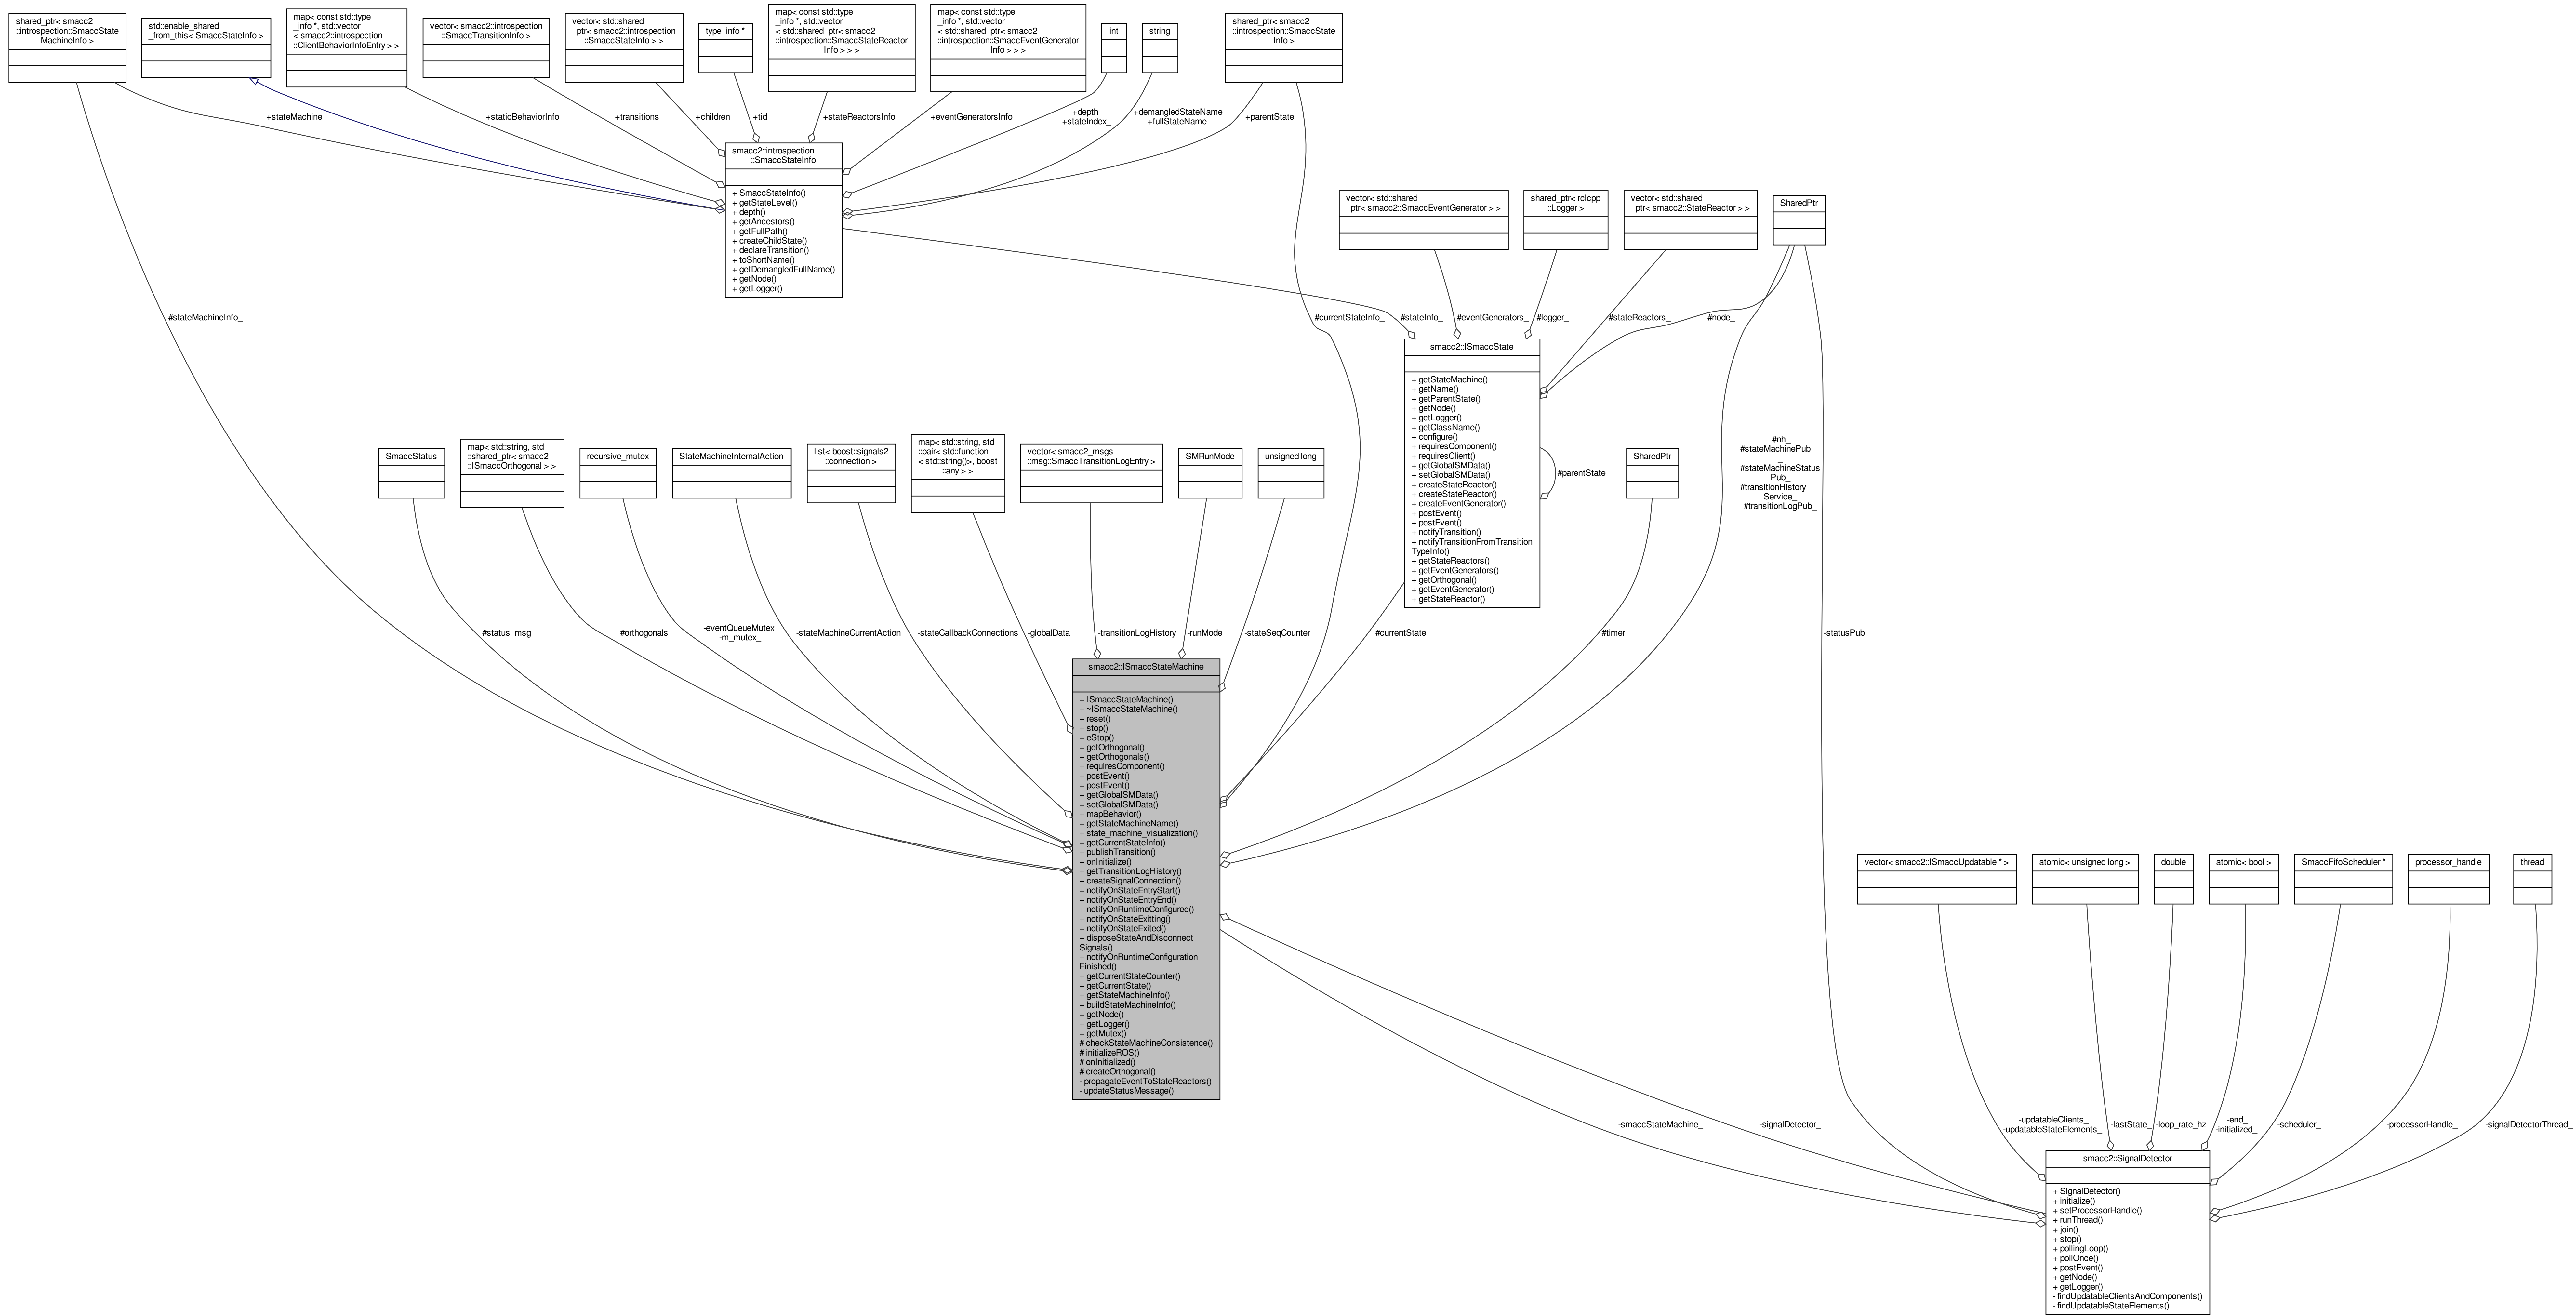 shared_ptr< smacc2
::introspection::SmaccState
MachineInfo >
std::enable_shared
_from_this< SmaccStateInfo >
map< const std::type
_info *, std::vector
< smacc2::introspection
::ClientBehaviorInfoEntry > >
vector< smacc2::introspection
::SmaccTransitionInfo >
vector< std::shared
_ptr< smacc2::introspection
::SmaccStateInfo > >
type_info *
map< const std::type
_info *, std::vector
< std::shared_ptr< smacc2
::introspection::SmaccStateReactor
Info > > >
map< const std::type
_info *, std::vector
< std::shared_ptr< smacc2
::introspection::SmaccEventGenerator
Info > > >
int
string
shared_ptr< smacc2
::introspection::SmaccState
Info >
+stateMachine_
+staticBehaviorInfo
+transitions_
+children_
+tid_
+stateReactorsInfo
+eventGeneratorsInfo
+depth_
+stateIndex_
+demangledStateName
+fullStateName
+parentState_
smacc2::introspection
::SmaccStateInfo
+ SmaccStateInfo()
+ getStateLevel()
+ depth()
+ getAncestors()
+ getFullPath()
+ createChildState()
+ declareTransition()
+ toShortName()
+ getDemangledFullName()
+ getNode()
+ getLogger()
vector< std::shared
_ptr< smacc2::SmaccEventGenerator > >
shared_ptr< rclcpp
::Logger >
vector< std::shared
_ptr< smacc2::StateReactor > >
SharedPtr
#stateMachineInfo_
#currentStateInfo_
#stateInfo_
#eventGenerators_
#logger_
#stateReactors_
#node_
smacc2::ISmaccState
+ getStateMachine()
+ getName()
+ getParentState()
+ getNode()
+ getLogger()
+ getClassName()
+ configure()
+ requiresComponent()
+ requiresClient()
+ getGlobalSMData()
+ setGlobalSMData()
+ createStateReactor()
+ createStateReactor()
+ createEventGenerator()
+ postEvent()
+ postEvent()
+ notifyTransition()
+ notifyTransitionFromTransition
TypeInfo()
+ getStateReactors()
+ getEventGenerators()
+ getOrthogonal()
+ getEventGenerator()
+ getStateReactor()
#parentState_
SmaccStatus
map< std::string, std
::shared_ptr< smacc2
::ISmaccOrthogonal > >
recursive_mutex
StateMachineInternalAction
list< boost::signals2
::connection >
map< std::string, std
::pair< std::function
< std::string()>, boost
::any > >
vector< smacc2_msgs
::msg::SmaccTransitionLogEntry >
SMRunMode
unsigned long
SharedPtr
#nh_
#stateMachinePub
_
#stateMachineStatus
Pub_
#transitionHistory
Service_
#transitionLogPub_
#status_msg_
#orthogonals_
-eventQueueMutex_
-m_mutex_
-stateMachineCurrentAction
-stateCallbackConnections
-globalData_
-transitionLogHistory_
-runMode_
-stateSeqCounter_
#currentState_
#timer_
-statusPub_
smacc2::ISmaccStateMachine
+ ISmaccStateMachine()
+ ~ISmaccStateMachine()
+ reset()
+ stop()
+ eStop()
+ getOrthogonal()
+ getOrthogonals()
+ requiresComponent()
+ postEvent()
+ postEvent()
+ getGlobalSMData()
+ setGlobalSMData()
+ mapBehavior()
+ getStateMachineName()
+ state_machine_visualization()
+ getCurrentStateInfo()
+ publishTransition()
+ onInitialize()
+ getTransitionLogHistory()
+ createSignalConnection()
+ notifyOnStateEntryStart()
+ notifyOnStateEntryEnd()
+ notifyOnRuntimeConfigured()
+ notifyOnStateExitting()
+ notifyOnStateExited()
+ disposeStateAndDisconnect
Signals()
+ notifyOnRuntimeConfiguration
Finished()
+ getCurrentStateCounter()
+ getCurrentState()
+ getStateMachineInfo()
+ buildStateMachineInfo()
+ getNode()
+ getLogger()
+ getMutex()
# checkStateMachineConsistence()
# initializeROS()
# onInitialized()
# createOrthogonal()
- propagateEventToStateReactors()
- updateStatusMessage()
vector< smacc2::ISmaccUpdatable * >
atomic< unsigned long >
double
atomic< bool >
SmaccFifoScheduler *
processor_handle
thread
-smaccStateMachine_
-signalDetector_
-updatableClients_
-updatableStateElements_
-lastState_
-loop_rate_hz
-end_
-initialized_
-scheduler_
-processorHandle_
-signalDetectorThread_
smacc2::SignalDetector
+ SignalDetector()
+ initialize()
+ setProcessorHandle()
+ runThread()
+ join()
+ stop()
+ pollingLoop()
+ pollOnce()
+ postEvent()
+ getNode()
+ getLogger()
- findUpdatableClientsAndComponents()
- findUpdatableStateElements()